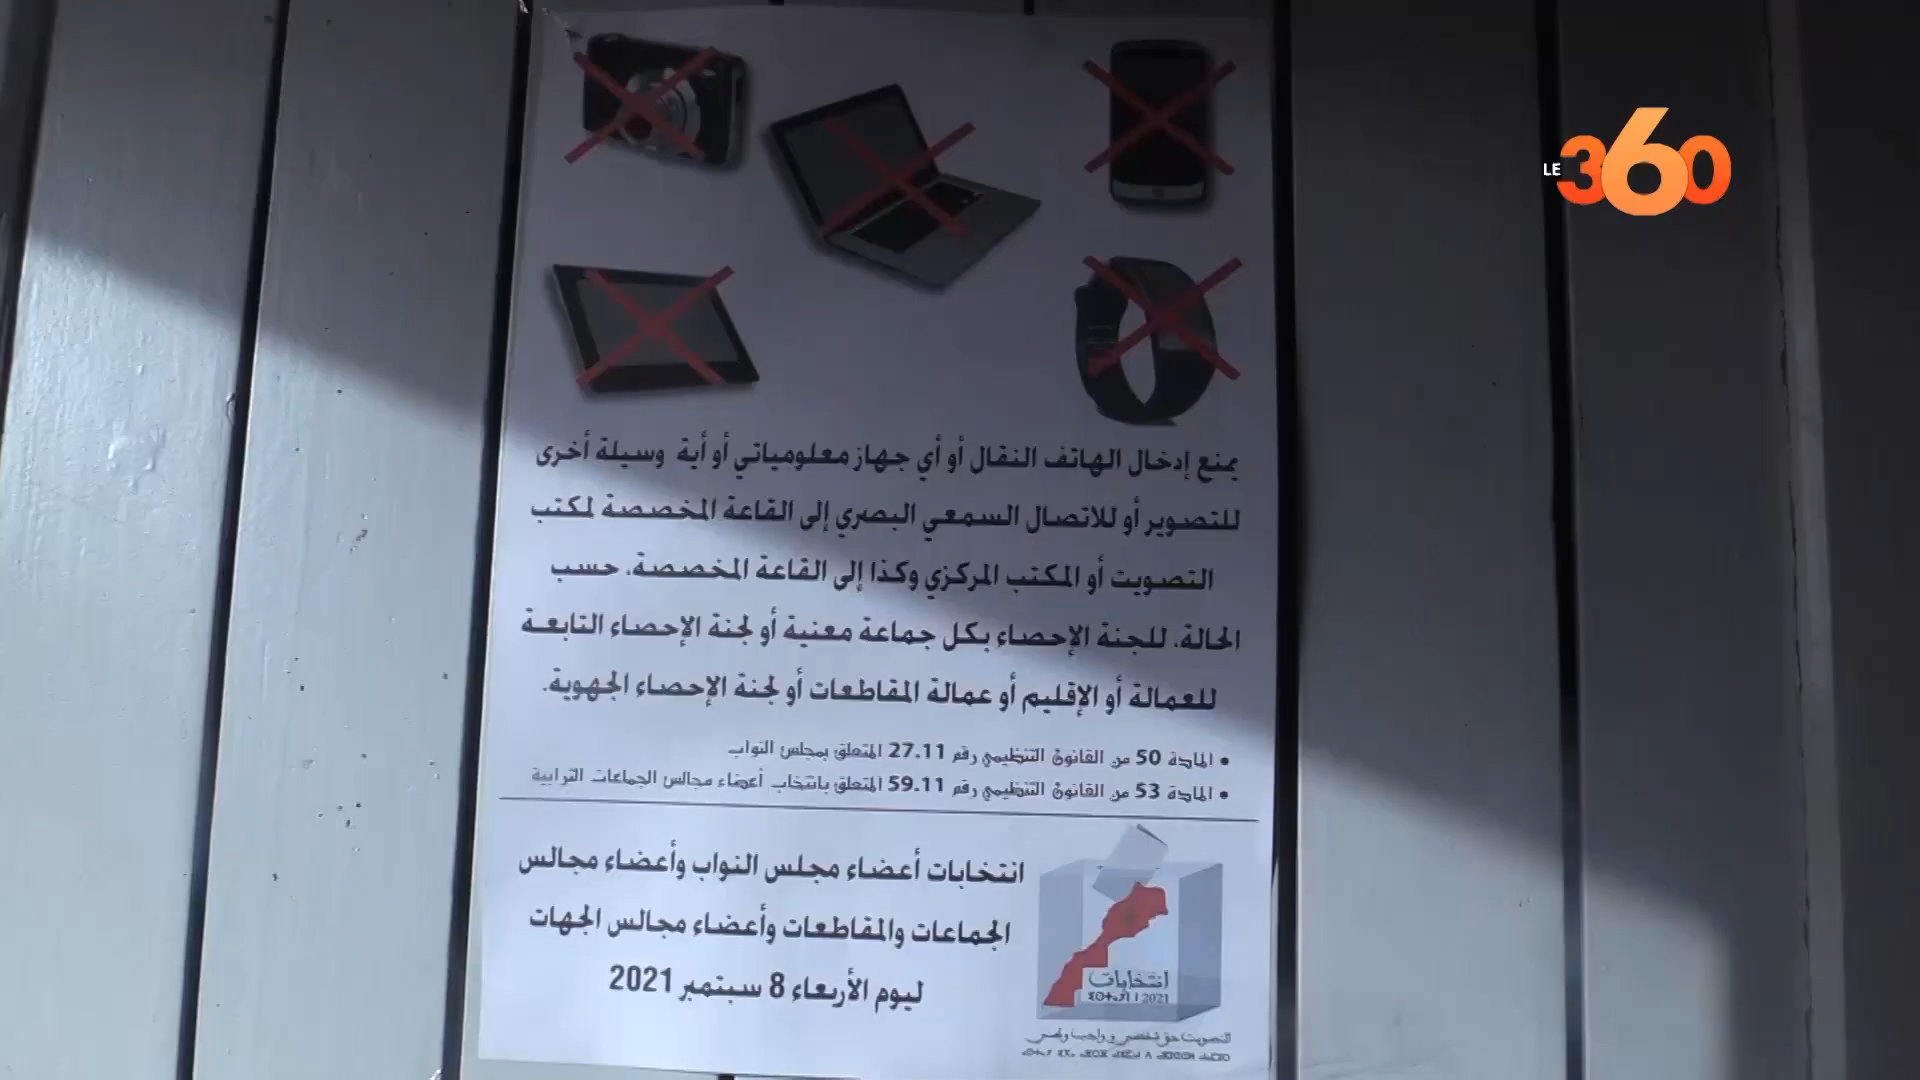 LE 360
يمنع إدخال الهاتف النقال أو أي جهاز معلومياتي أو أية وسيلة أخرى
للتصوير أو للاتصال السمعي البصري إلى القاعة المخصصة لمكتب
التصويت أو المكتب المركزي وكذا إلى القاعة المخصصة، حسب
الحالة، للجنة الإحصاء بكل جماعة معنية أو لجنة الإحصاء التابعة
للعمالة أو الإقليم أو عمالة المقاطعات أو لجنة الإحصاء الجهوية.
• المادة 50 من القانون التنظيمي رقم 27.11 المتعلق بمجلس النواب
• المادة 53 من القانون التنظيمي رقم 59.11 المتعلق بانتخاب أعضاء مجالس الجماعات الترابية
انتخابات أعضاء مجلس النواب وأعضاء مجالس
الجماعات والمقاطعات وأعضاء مجالس الجهات
ليوم الأربعاء 8 سبتمبر 2021
انتخابات
2021
التصويت حق شخصي وواجب وطني